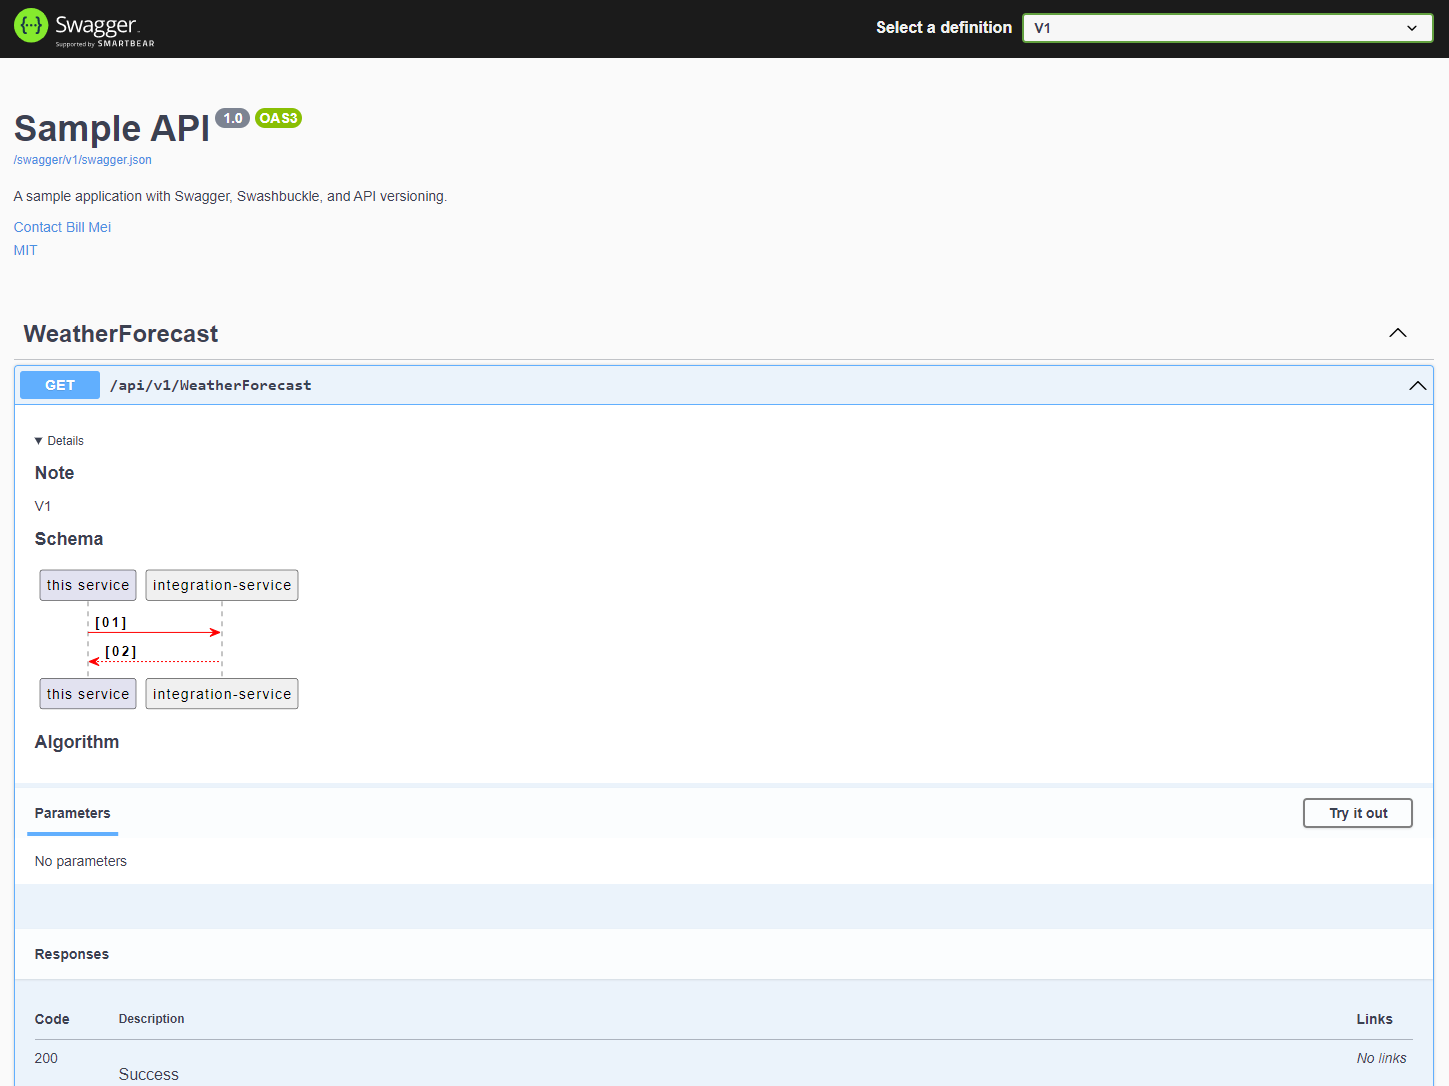 Swagger
Supported by SMARTBEAR
Select a definition
V1
Sample API 1.0 OAS3
/swagger/v1/swagger.json
A sample application with Swagger, Swashbuckle, and API versioning.
Contact Bill Mei
MIT
WeatherForecast
GET /api/v1/WeatherForecast
▼ Details
Note
V1
Schema
this service integration-service
[01]
[02]
this service integration-service
Algorithm
Parameters
Try it out
No parameters
Responses
Code Description Links
200 No links
Success